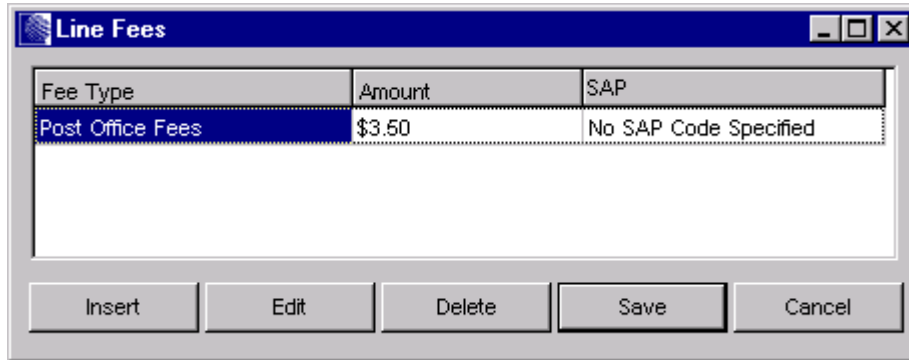 Line Fees
Fee Type Amount SAP
Post Office Fees $3.50 No SAP Code Specified
Insert Edit Delete Save Cancel